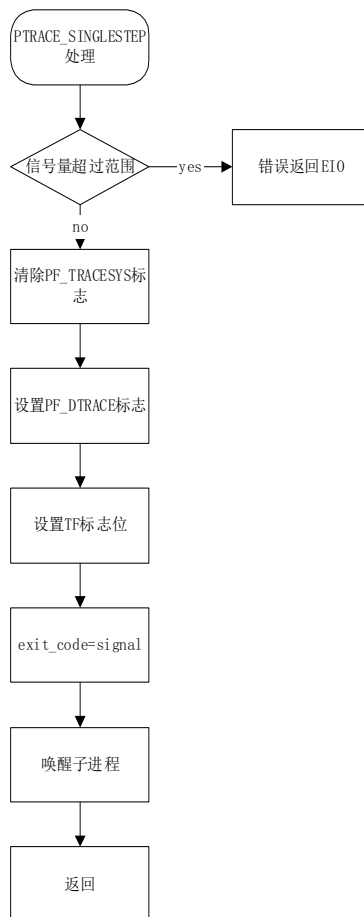 PTRACE_SINGLESTEP
处理
信号量超过范围
yes
错误返回EIO
no
清除PF_TRACESYS标
志
设置PF_DTRACE标志
设置TF标志位
exit_code=signal
唤醒子进程
返回